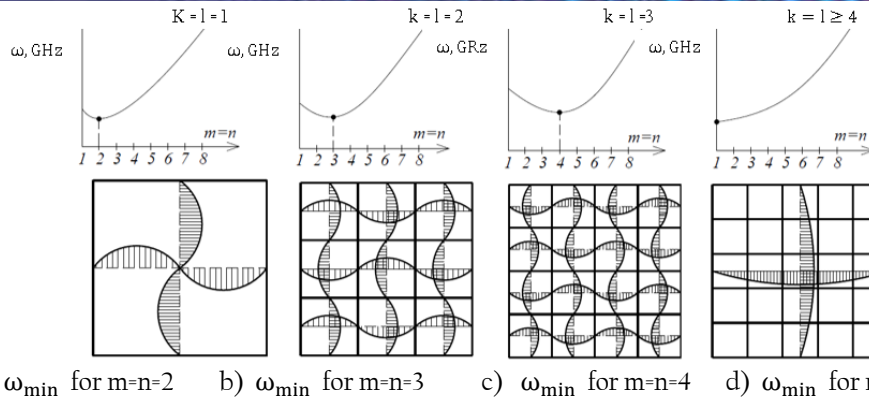 K = l = 1
k = l = 2
k = l =3
k = l ≥ 4
ω, GHz
ω, GHz
ω, GRz
ω, GHz
m=n
m=n
m=n
m=n
1 2 3 4 5 6 7 8
1 2 3 4 5 6 7 8
1 2 3 4 5 6 7 8
1 2 3 4 5 6 7 8
ωmin for m=n=2 b) ωmin for m=n=3 c) ωmin for m=n=4 d) ωmin for